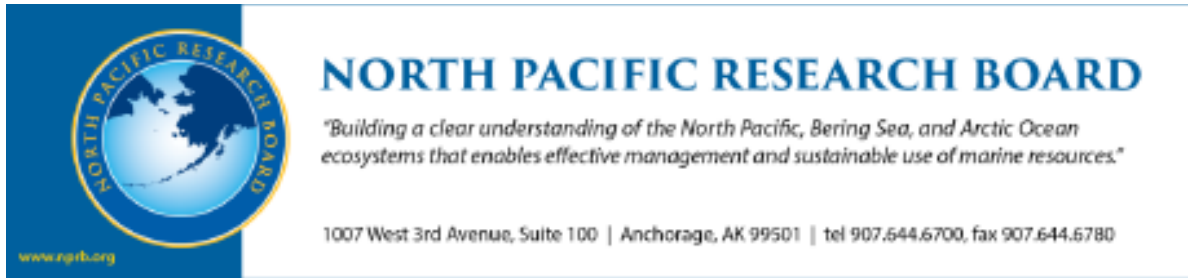 NORTH PACIFIC RESEARCH BOARD
NORTH PACIFIC RESEARCH BOARD
"Building a clear understanding of the North Pacific, Bering Sea, and Arctic Ocean
ecosystems that enables effective management and sustainable use of marine resources."
1007 West 3rd Avenue, Suite 100 | Anchorage, AK 99501 | tel 907.644.6700, fax 907.644.6780
www.nprb.org